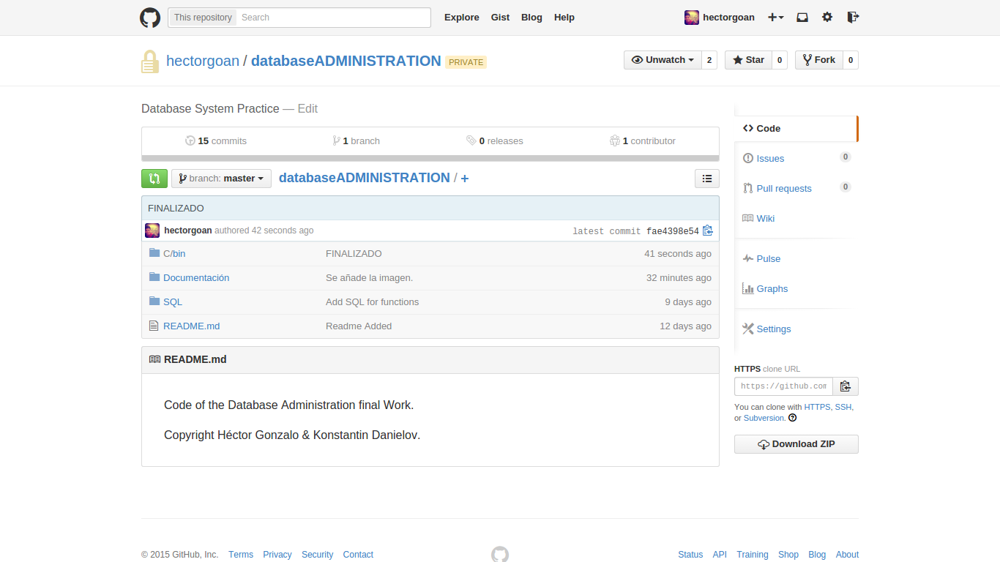 This repository Search Explore Gist Blog Help hectorgoan
hectorgoan / databaseADMINISTRATION PRIVATE Unwatch 2 Star 0 Fork 0
Database System Practice — Edit
15 commits 1 branch 0 releases 1 contributor
branch: master databaseADMINISTRATION / +
FINALIZADO
hectorgoan authored 42 seconds ago latest commit fae4398e54
C/bin FINALIZADO 41 seconds ago
Documentación Se añade la imagen. 32 minutes ago
SQL Add SQL for functions 9 days ago
README.md Readme Added 12 days ago
README.md
Code of the Database Administration final Work.
Copyright Héctor Gonzalo & Konstantin Danielov.
Code
Issues 0
Pull requests 0
Wiki
Pulse
Graphs
Settings
HTTPS clone URL
https://github.com
You can clone with HTTPS, SSH,
or Subversion.
Download ZIP
© 2015 GitHub, Inc. Terms Privacy Security Contact Status API Training Shop Blog About